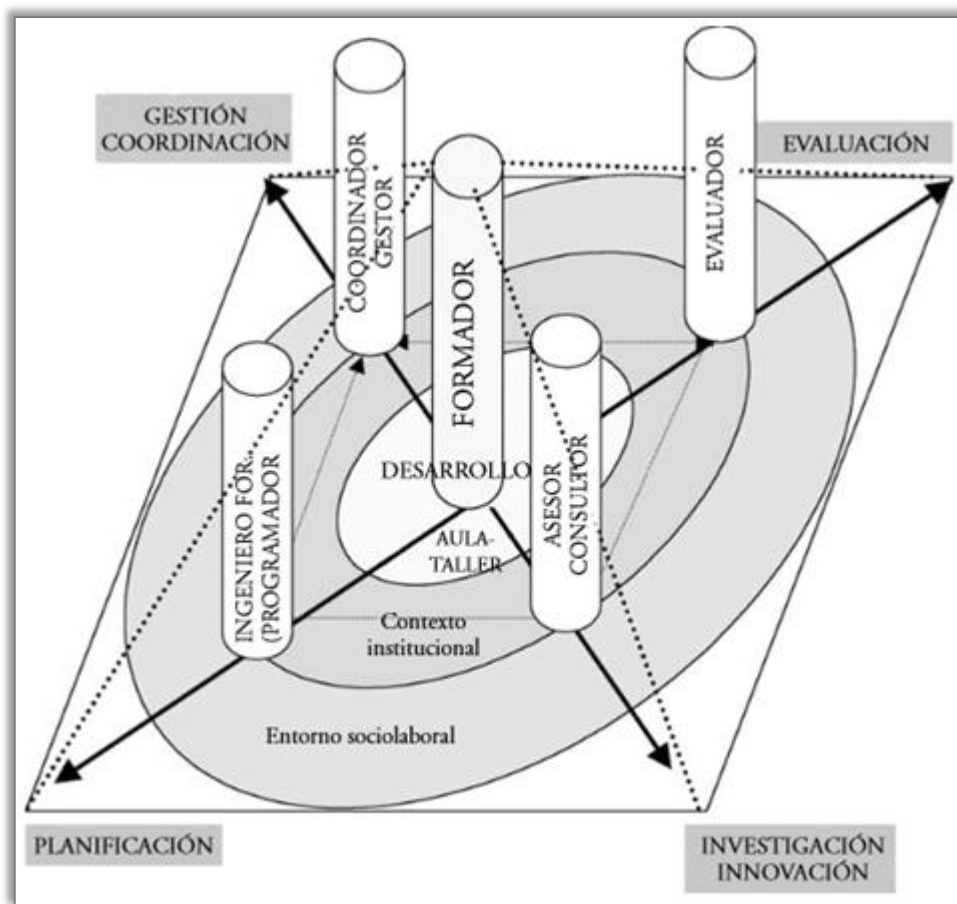 GESTIÓN
COORDINACIÓN
EVALUACIÓN
COORDINADOR
GESTOR
EVALUADOR
FORMADOR
INGENIERO FOR.
(PROGRAMADOR
ASESOR
CONSULTOR
DESARROLLO
AULA-
TALLER
Contexto
institucional
Entorno sociolaboral
PLANIFICACIÓN
INVESTIGACIÓN
INNOVACIÓN